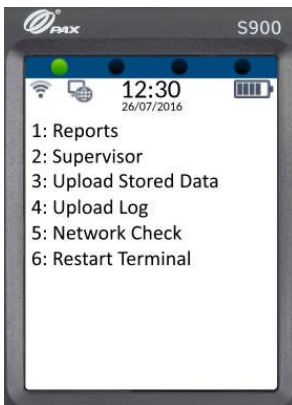 PAX
S900
12:30
26/07/2016
1: Reports
2: Supervisor
3: Upload Stored Data
4: Upload Log
5: Network Check
6: Restart Terminal